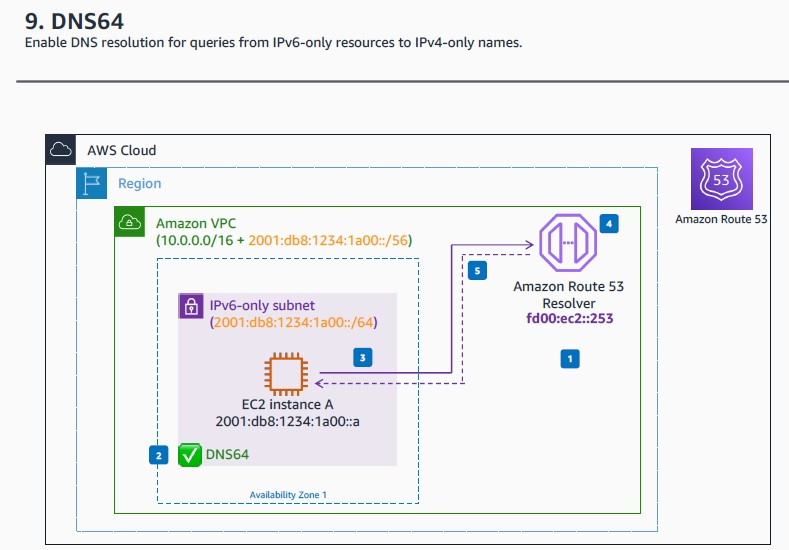 9. DNS64
Enable DNS resolution for queries from IPv6-only resources to IPv4-only names.
AWS Cloud
Region
53
Amazon Route 53
Amazon VPC
(10.0.0.0/16 + 2001:db8:1234:1a00::/56)
4
5
Amazon Route 53
Resolver
fd00:ec2::253
IPv6-only subnet
(2001:db8:1234:1a00::/64)
3
1
EC2 instance A
2001:db8:1234:1a00::a
2
DNS64
Availability Zone 1